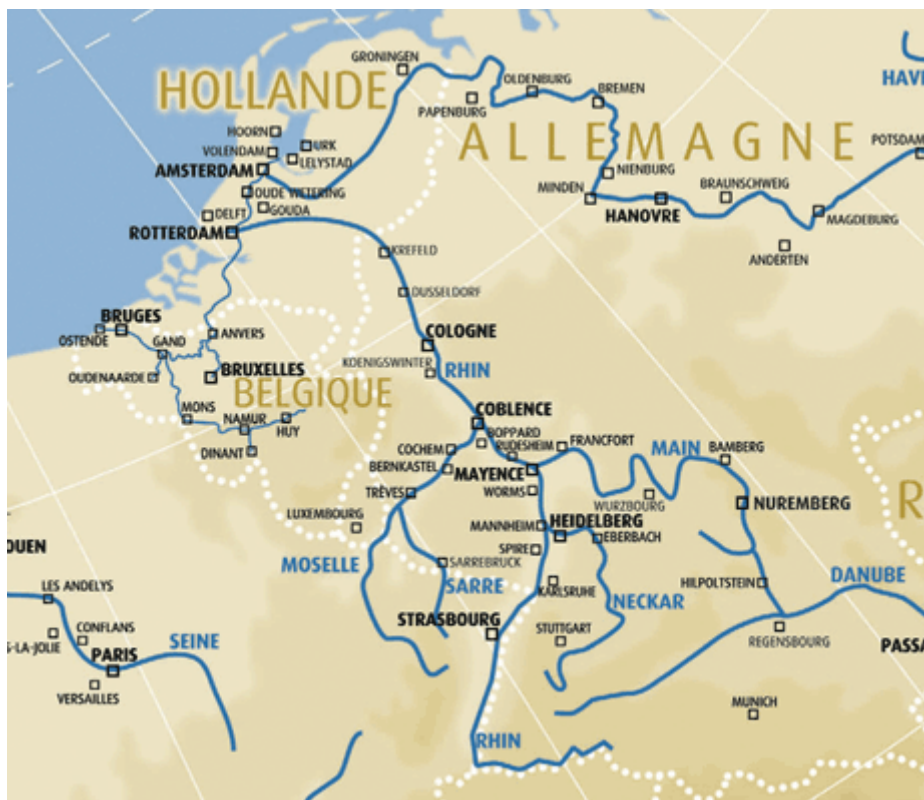 GRONINGEN
OLDENBURG
BREMEN
HAVE
HOLLANDE
PAPENBURG
HOORN
URK
VOLENDAM
LELYSTAD
ALLEMAGNE
POTSDAM
AMSTERDAM
NIENBURG
OUDE WETERING
MINDEN
BRAUNSCHWEIG
DELFT
GOUDA
HANOVRE
MAGDEBURG
ROTTERDAM
KREFELD
ANDERTEN
DUSSELDORF
BRUGES
OSTENDE
GAND
ANVERS
COLOGNE
KOENIGSWINTER
RHIN
OUDENAARDE
BRUXELLES
BELGIQUE
MONS
NAMUR
HUY
COBLENCE
BOPPARD
RUDESHEIM
FRANCFORT
DINANT
COCHEM
MAIN
BAMBERG
BERNKASTEL
MAYENCE
TRÈVES
WORMS
WURZBOURG
NUREMBERG
R
LUXEMBOURG
MANNHEIM
HEIDELBERG
EBERBACH
OUEN
SPIRE
MOSELLE
SARREBRUCK
LES ANDELYS
SARRE
KARLSRUHE
NECKAR
HILPOLTSTEIN
DANUBE
STRASBOURG
CONFLANS
S-LA-JOLIE
SEINE
STUTTGART
REGENSBOURG
PASSA
PARIS
VERSAILLES
MUNICH
RHIN